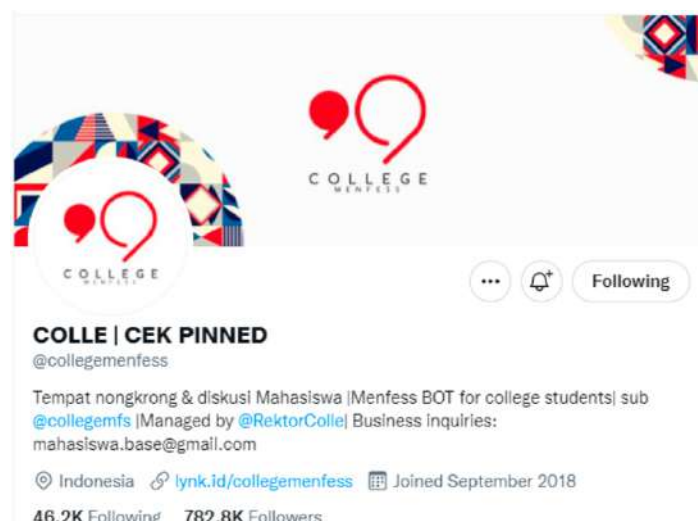 COLLEGE
MENFESS
COLLEGE
MENFESS
Following
COLLE | CEK PINNED
@collegemenfess
Tempat nongkrong & diskusi Mahasiswa |Menfess BOT for college students| sub
@collegemfs |Managed by @RektorColle| Business inquiries:
mahasiswa.base@gmail.com
Indonesia lynk.id/collegemenfess Joined September 2018
46.2K Following 782.8K Followers